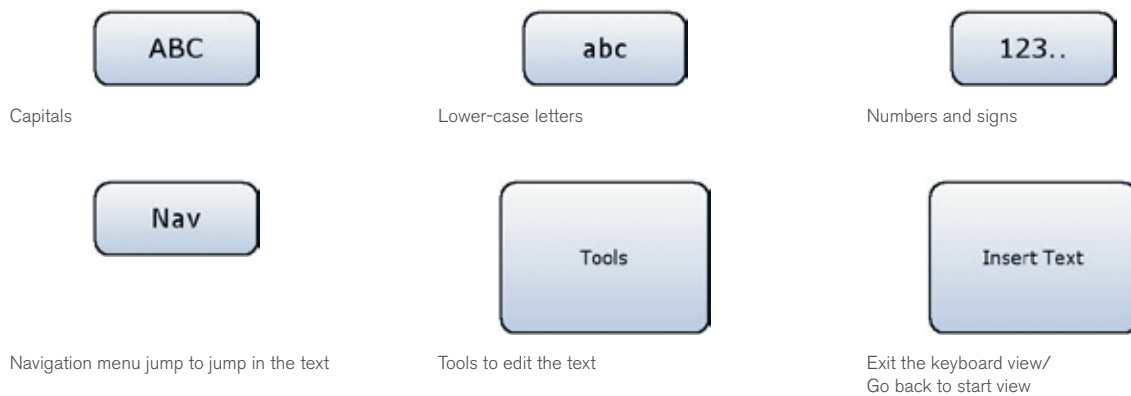 ABC
abc
123..
Capitals
Lower-case letters
Numbers and signs
Nav
Tools
Insert Text
Navigation menu jump to jump in the text
Tools to edit the text
Exit the keyboard view/
Go back to start view